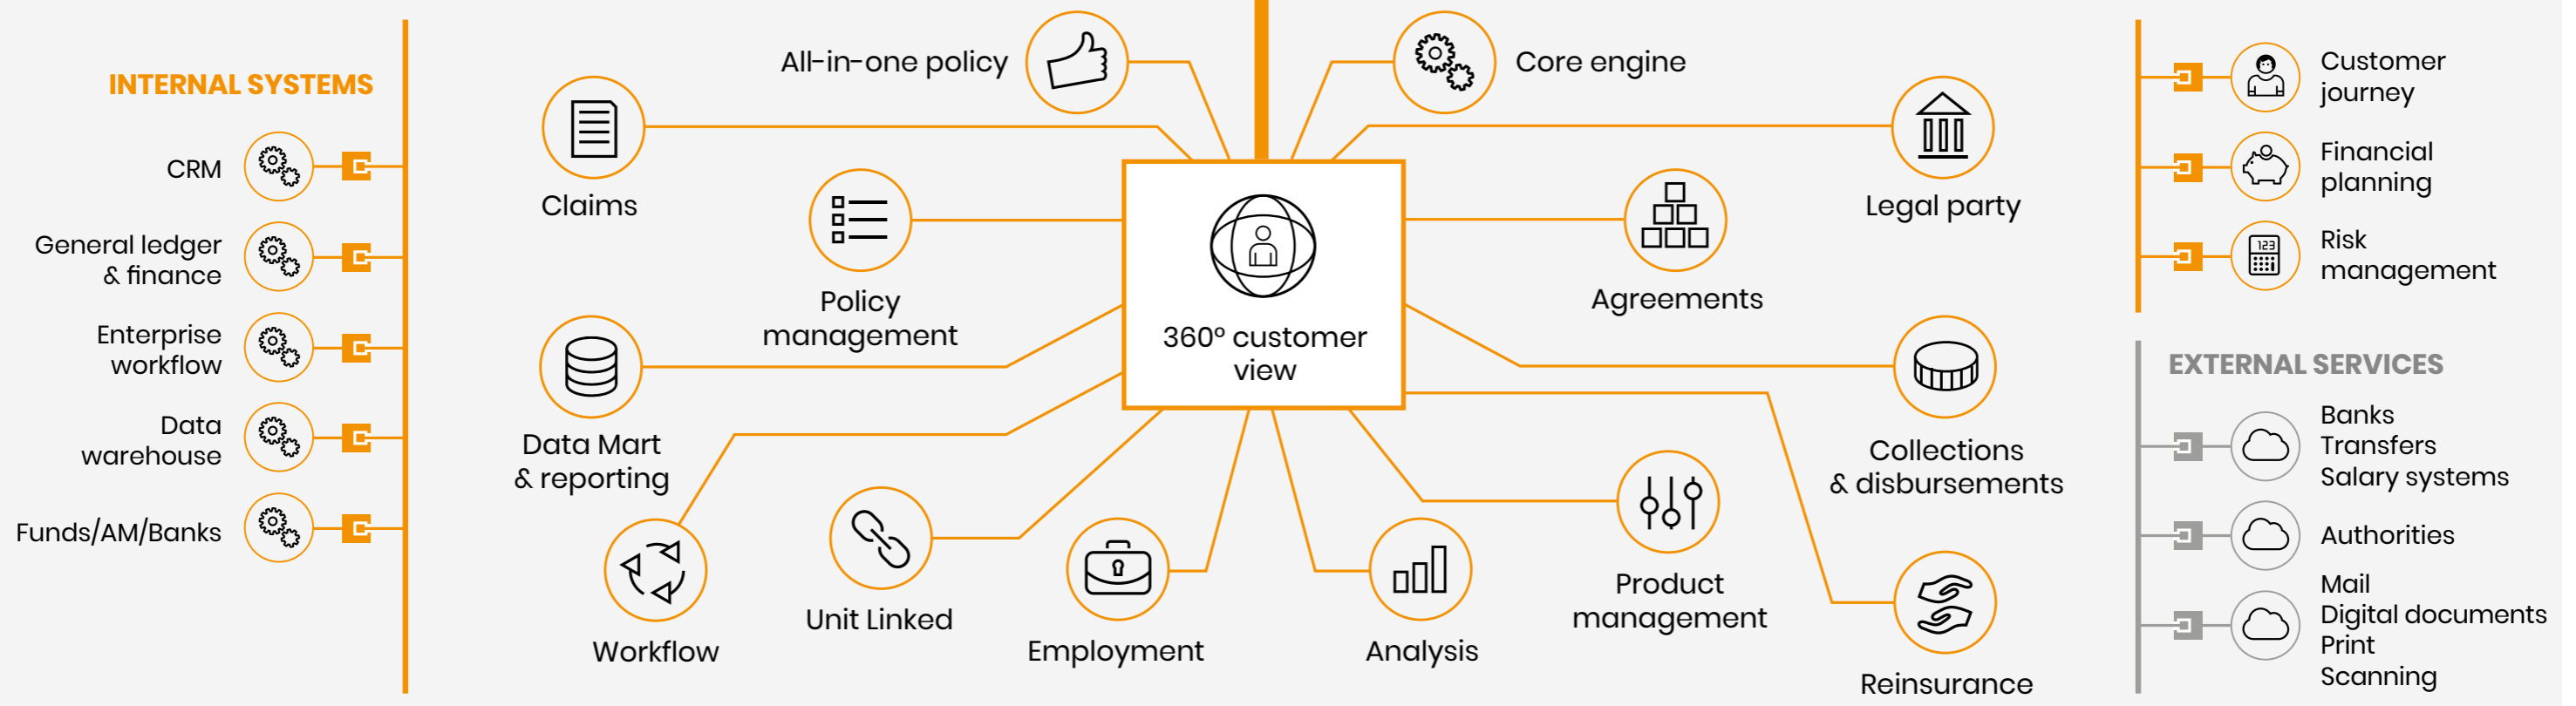 INTERNAL SYSTEMS
CRM
General ledger
& finance
Enterprise
workflow
Data
warehouse
Funds/AM/Banks
All-in-one policy
Core engine
Claims
Legal party
Policy
management
Agreements
360° customer
view
Data Mart
& reporting
Collections
& disbursements
Workflow
Unit Linked
Employment
Analysis
Product
management
Reinsurance
Customer
journey
Financial
planning
123
Risk
management
EXTERNAL SERVICES
Banks
Transfers
Salary systems
Authorities
Mail
Digital documents
Print
Scanning